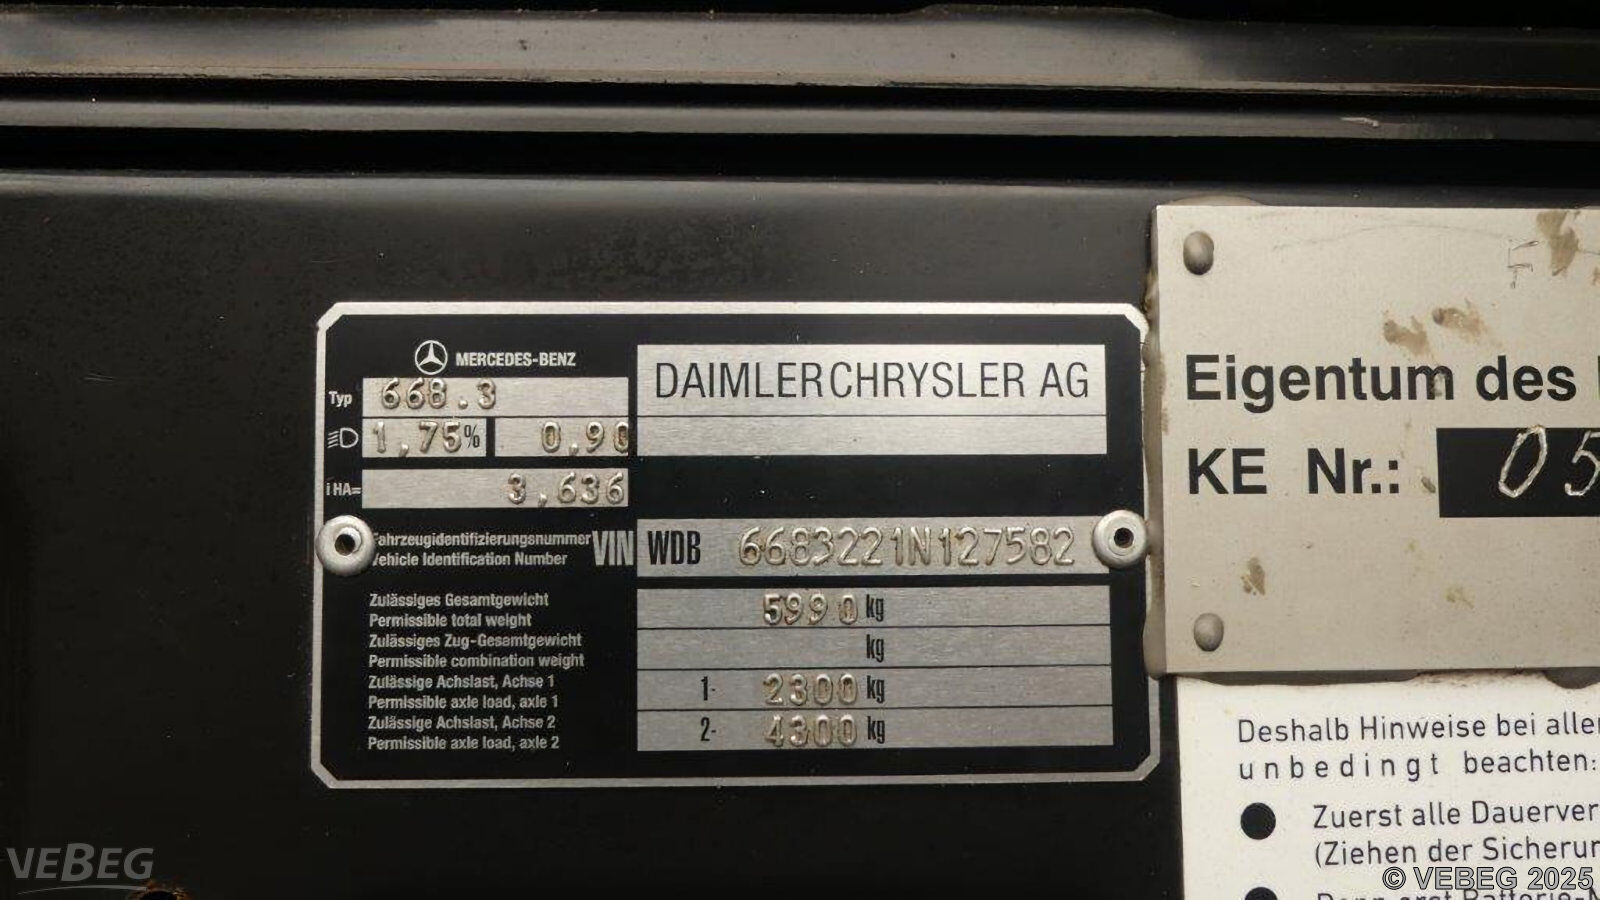 MERCEDES-BENZ
DAIMLERCHRYSLER AG
Typ 668.3
1,75% 0,90
i HA= 3,636
Fahrzeugidentifizierungsnummer
Vehicle Identification Number
VIN WDB 6683221N127582
Zulässiges Gesamtgewicht
Permissible total weight
5990 kg
Zulässiges Zug-Gesamtgewicht
Permissible combination weight
kg
Zulässige Achslast, Achse 1
Permissible axle load, axle 1
1- 2300 kg
Zulässige Achslast, Achse 2
Permissible axle load, axle 2
2- 4300 kg
Eigentum des
KE Nr.: 05
Deshalb Hinweise bei aller
unbedingt beachten:
Zuerst alle Dauerver
(Ziehen der Sicherun
VEBEG
© VEBEG 2025